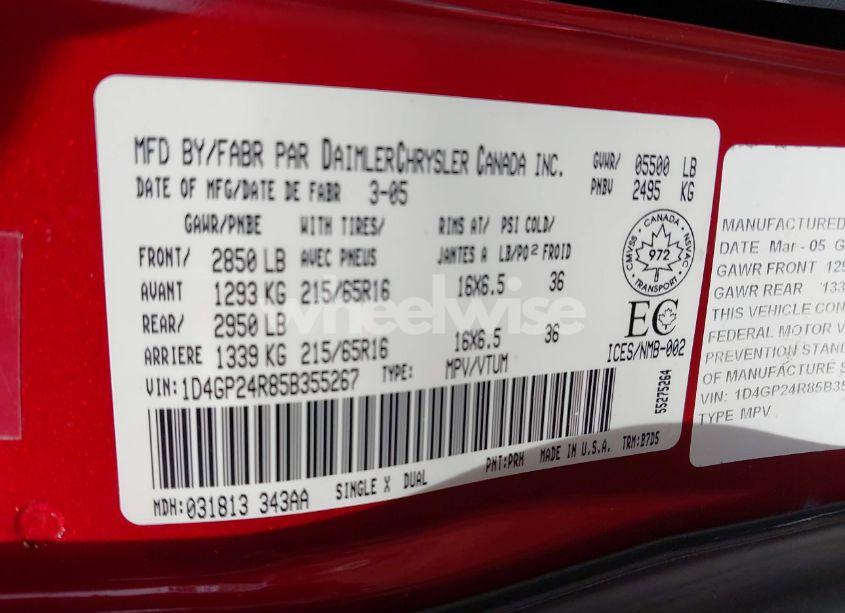 MFD BY/FABR PAR DAIMLERCHRYSLER CANADA INC.
GVWR/ 05500 LB
PNBV 2495 KG
DATE OF MFG/DATE DE FABR 3-05
GAWR/PNBE WITH TIRES/ RIMS AT/ PSI COLD/
FRONT/ 2850 LB AVEC PNEUS JANTES A LB/PO2 FROID
AVANT 1293 KG 215/65R16 16X6.5 36
REAR/ 2950 LB
ARRIERE 1339 KG 215/65R16 16X6.5 36
VIN: 1D4GP24R85B355267 TYPE: MPV/VTUM
CANADA
CMVSS NSVAC
972
TRANSPORT
EC
ICES/NMB-002
55275264
PNT:PRH MADE IN U.S.A. TRM:B7D5
MDH:031813 343AA SINGLE X DUAL
wheelwise
MANUFACTURED
DATE Mar-05 G
GAWR FRONT 129
GAWR REAR 133
THIS VEHICLE CON
FEDERAL MOTOR V
PREVENTION STAND
OF MANUFACTURE S
VIN: 1D4GP24R85B35
TYPE MPV